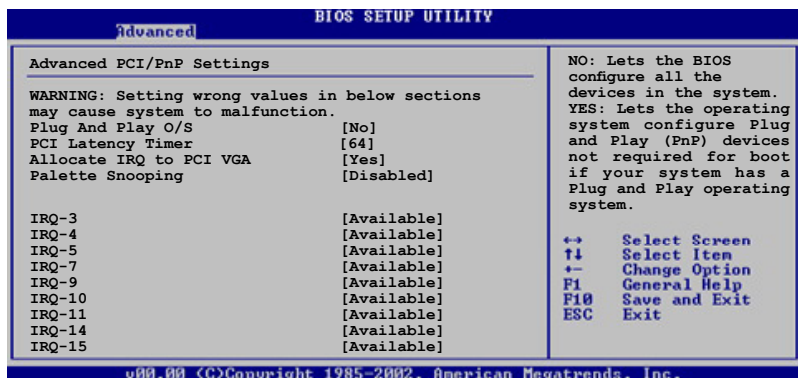 BIOS SETUP UTILITY
Advanced
Advanced PCI/PnP Settings
WARNING: Setting wrong values in below sections
may cause system to malfunction.
Plug And Play O/S [No]
PCI Latency Timer [64]
Allocate IRQ to PCI VGA [Yes]
Palette Snooping [Disabled]
IRQ-3 [Available]
IRQ-4 [Available]
IRQ-5 [Available]
IRQ-7 [Available]
IRQ-9 [Available]
IRQ-10 [Available]
IRQ-11 [Available]
IRQ-14 [Available]
IRQ-15 [Available]
NO: Lets the BIOS
configure all the
devices in the system.
YES: Lets the operating
system configure Plug
and Play (PnP) devices
not required for boot
if your system has a
Plug and Play operating
system.
↔ Select Screen
↑↓ Select Item
+- Change Option
F1 General Help
F10 Save and Exit
ESC Exit
v00.00 (C)Copyright 1985-2002, American Megatrends, Inc.